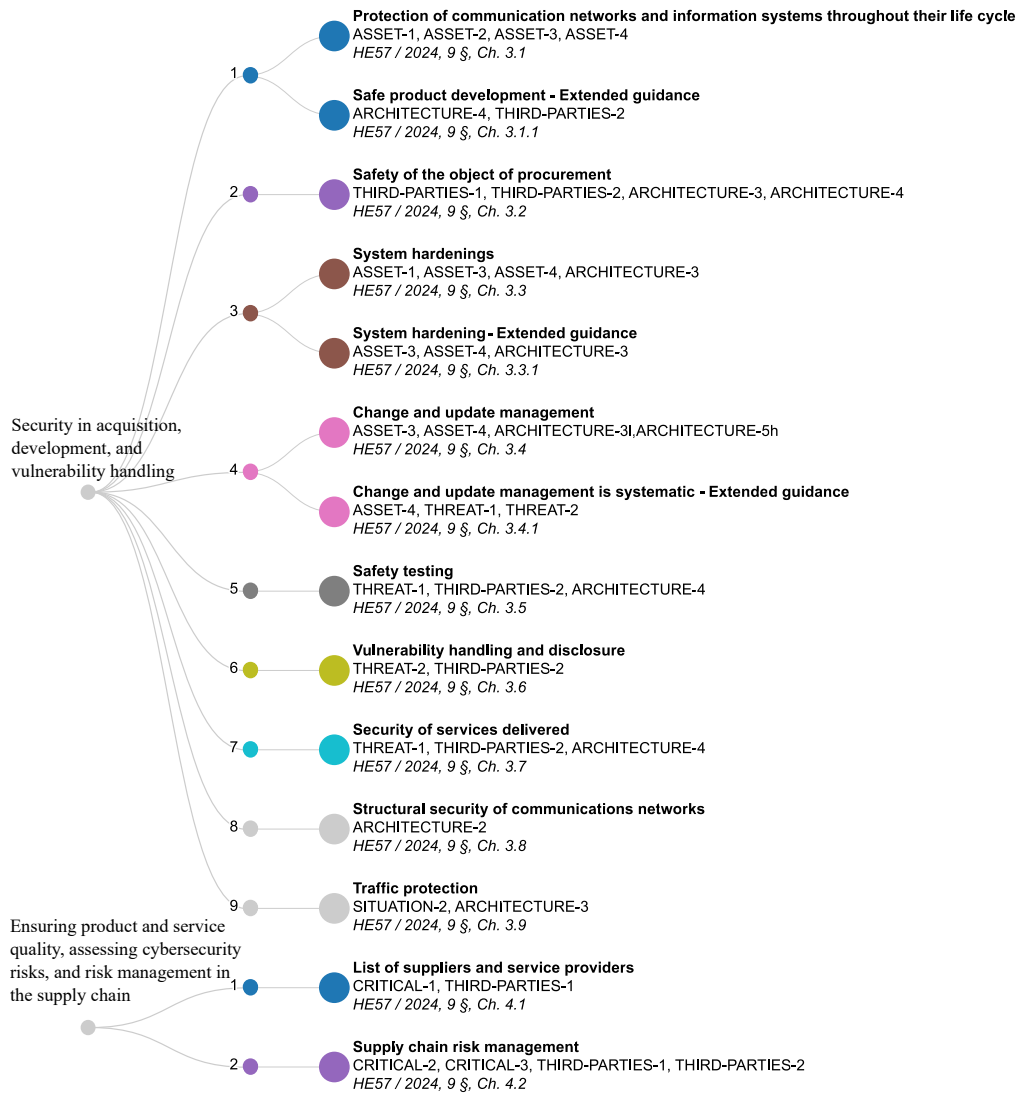 Protection of communication networks and information systems throughout their life cycle
ASSET-1, ASSET-2, ASSET-3, ASSET-4
HE57 / 2024, 9 §, Ch. 3.1
1
Safe product development - Extended guidance
ARCHITECTURE-4, THIRD-PARTIES-2
HE57 / 2024, 9 §, Ch. 3.1.1
Safety of the object of procurement
2
THIRD-PARTIES-1, THIRD-PARTIES-2, ARCHITECTURE-3, ARCHITECTURE-4
HE57 / 2024, 9 §, Ch. 3.2
System hardenings
ASSET-1, ASSET-3, ASSET-4, ARCHITECTURE-3
HE57 / 2024, 9 §, Ch. 3.3
3
System hardening- Extended guidance
ASSET-3, ASSET-4, ARCHITECTURE-3
HE57 / 2024, 9 §, Ch. 3.3.1
Security in acquisition,
development, and
vulnerability handling
Change and update management
ASSET-3, ASSET-4, ARCHITECTURE-3l,ARCHITECTURE-5h
HE57 / 2024, 9 §, Ch. 3.4
4
Change and update management is systematic - Extended guidance
ASSET-4, THREAT-1, THREAT-2
HE57 / 2024, 9 §, Ch. 3.4.1
Safety testing
5
THREAT-1, THIRD-PARTIES-2, ARCHITECTURE-4
HE57 / 2024, 9 §, Ch. 3.5
Vulnerability handling and disclosure
6
THREAT-2, THIRD-PARTIES-2
HE57 / 2024, 9 §, Ch. 3.6
Security of services delivered
7
THREAT-1, THIRD-PARTIES-2, ARCHITECTURE-4
HE57 / 2024, 9 §, Ch. 3.7
Structural security of communications networks
8
ARCHITECTURE-2
HE57 / 2024, 9 §, Ch. 3.8
Traffic protection
9
SITUATION-2, ARCHITECTURE-3
HE57 / 2024, 9 §, Ch. 3.9
Ensuring product and service
quality, assessing cybersecurity
risks, and risk management in
the supply chain
List of suppliers and service providers
1
CRITICAL-1, THIRD-PARTIES-1
HE57 / 2024, 9 §, Ch. 4.1
Supply chain risk management
2
CRITICAL-2, CRITICAL-3, THIRD-PARTIES-1, THIRD-PARTIES-2
HE57 / 2024, 9 §, Ch. 4.2